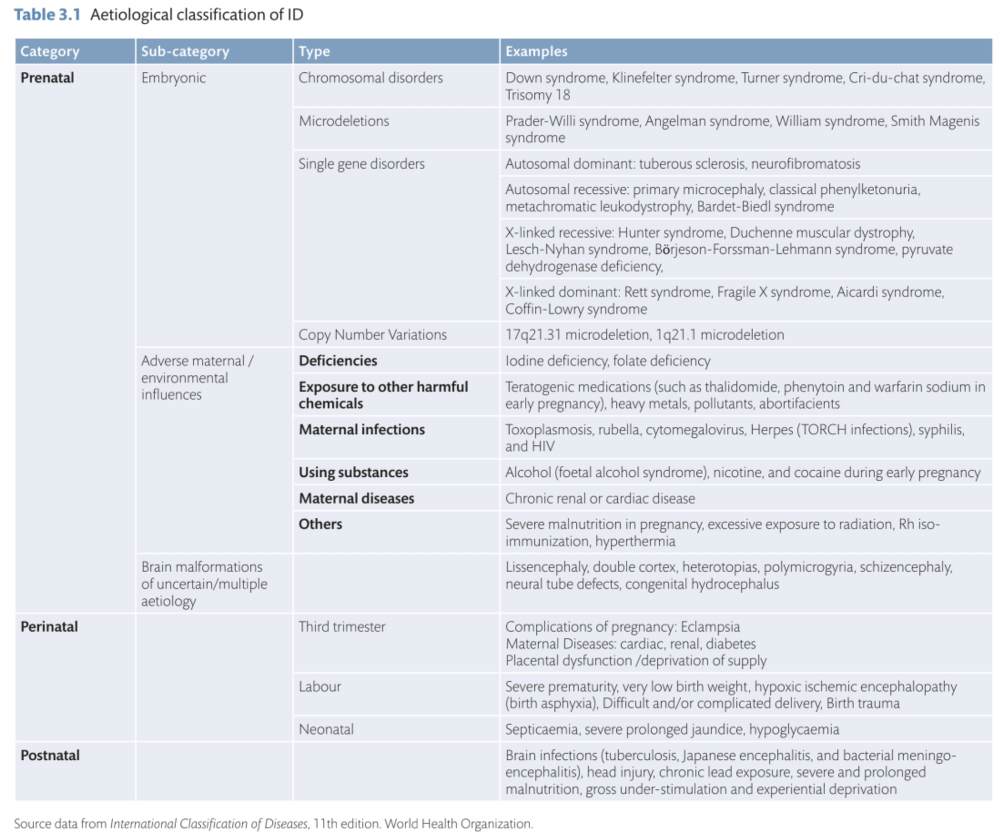 Table 3.1 Aetiological classification of ID
Category Sub-category Type Examples
Prenatal Embryonic Chromosomal disorders Down syndrome, Klinefelter syndrome, Turner syndrome, Cri-du-chat syndrome,
Trisomy 18
Microdeletions Prader-Willi syndrome, Angelman syndrome, William syndrome, Smith Magenis
syndrome
Single gene disorders Autosomal dominant: tuberous sclerosis, neurofibromatosis
Autosomal recessive: primary microcephaly, classical phenylketonuria,
metachromatic leukodystrophy, Bardet-Biedl syndrome
X-linked recessive: Hunter syndrome, Duchenne muscular dystrophy,
Lesch-Nyhan syndrome, Börjeson-Forssman-Lehmann syndrome, pyruvate
dehydrogenase deficiency,
X-linked dominant: Rett syndrome, Fragile X syndrome, Aicardi syndrome,
Coffin-Lowry syndrome
Copy Number Variations 17q21.31 microdeletion, 1q21.1 microdeletion
Adverse maternal /
environmental
influences
Deficiencies Iodine deficiency, folate deficiency
Exposure to other harmful
chemicals
Teratogenic medications (such as thalidomide, phenytoin and warfarin sodium in
early pregnancy), heavy metals, pollutants, abortifacients
Maternal infections Toxoplasmosis, rubella, cytomegalovirus, Herpes (TORCH infections), syphilis,
and HIV
Using substances Alcohol (foetal alcohol syndrome), nicotine, and cocaine during early pregnancy
Maternal diseases Chronic renal or cardiac disease
Others Severe malnutrition in pregnancy, excessive exposure to radiation, Rh iso-
immunization, hyperthermia
Brain malformations
of uncertain/multiple
aetiology
Lissencephaly, double cortex, heterotopias, polymicrogyria, schizencephaly,
neural tube defects, congenital hydrocephalus
Perinatal Third trimester Complications of pregnancy: Eclampsia
Maternal Diseases: cardiac, renal, diabetes
Placental dysfunction /deprivation of supply
Labour Severe prematurity, very low birth weight, hypoxic ischemic encephalopathy
(birth asphyxia), Difficult and/or complicated delivery, Birth trauma
Neonatal Septicaemia, severe prolonged jaundice, hypoglycaemia
Postnatal Brain infections (tuberculosis, Japanese encephalitis, and bacterial meningo-
encephalitis), head injury, chronic lead exposure, severe and prolonged
malnutrition, gross under-stimulation and experiential deprivation
Source data from International Classification of Diseases, 11th edition. World Health Organization.